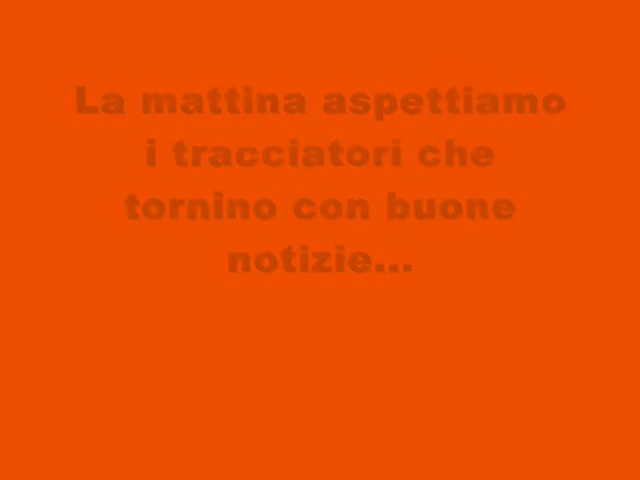 La mattina aspettiamo
i tracciatori che
tornino con buone
notizie...